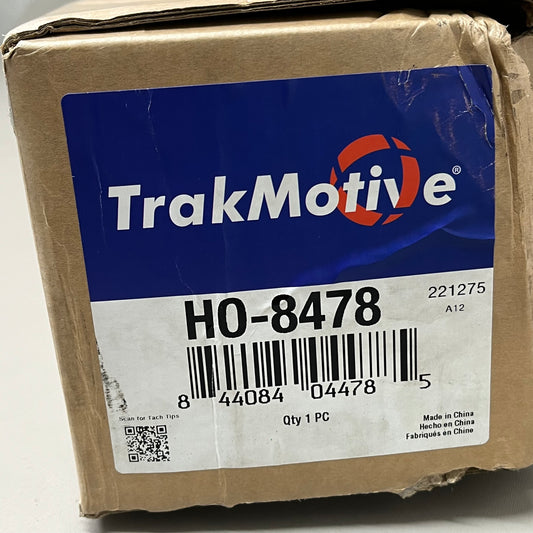 TrakMotive®
HO-8478
221275
A12
8 44084 04478 5
Scan for Tach Tips
Qty 1 PC
Made in China
Hecho en China
Fabriqués en Chine